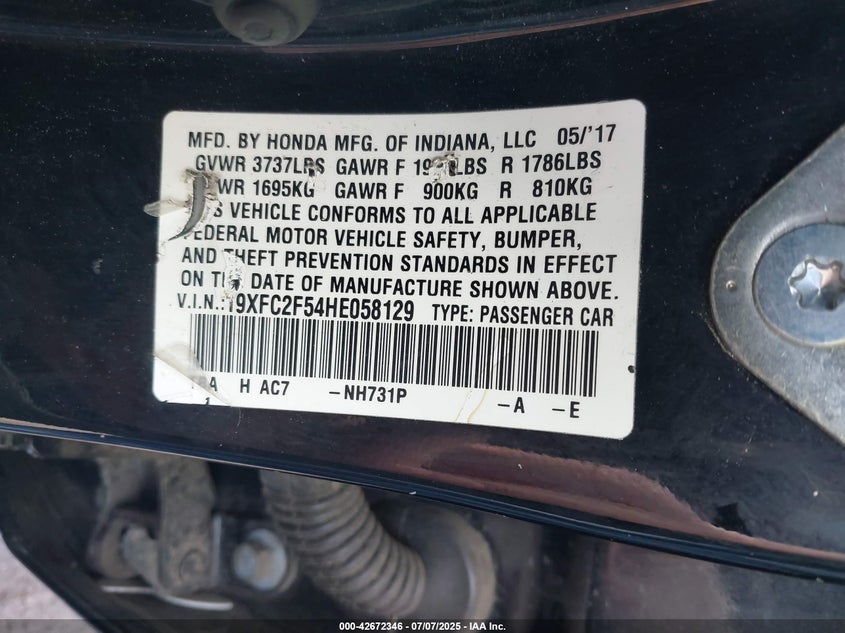 MFD. BY HONDA MFG. OF INDIANA, LLC 05/'17
GVWR 3737LBS GAWR F LBS R 1786LBS
1695KG GAWR F 900KG R 810KG
VEHICLE CONFORMS TO ALL APPLICABLE
FEDERAL MOTOR VEHICLE SAFETY, BUMPER,
AND THEFT PREVENTION STANDARDS IN EFFECT
ON THE DATE OF MANUFACTURE SHOWN ABOVE.
V.I.N.: 19XFC2F54HE058129 TYPE: PASSENGER CAR
H AC7 -NH731P -A -E
000-42672346 | 07/07/2025 | IAA Inc.